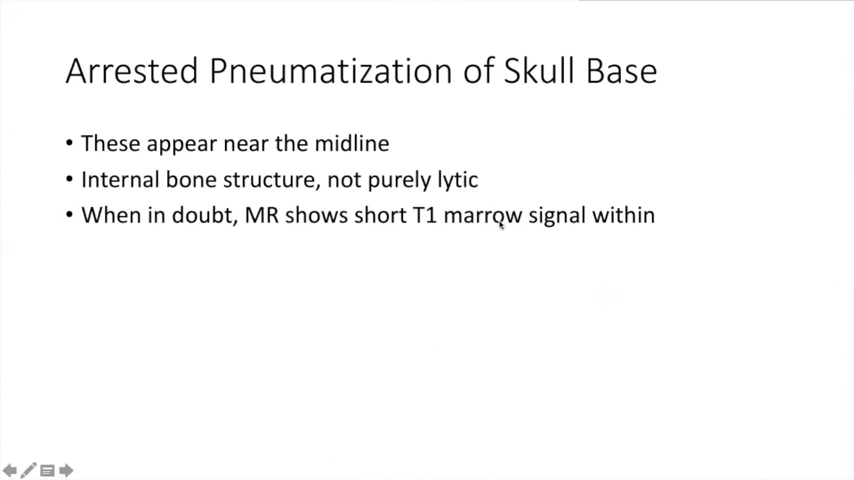 Arrested Pneumatization of Skull Base
• These appear near the midline
• Internal bone structure, not purely lytic
• When in doubt, MR shows short T1 marrow signal within